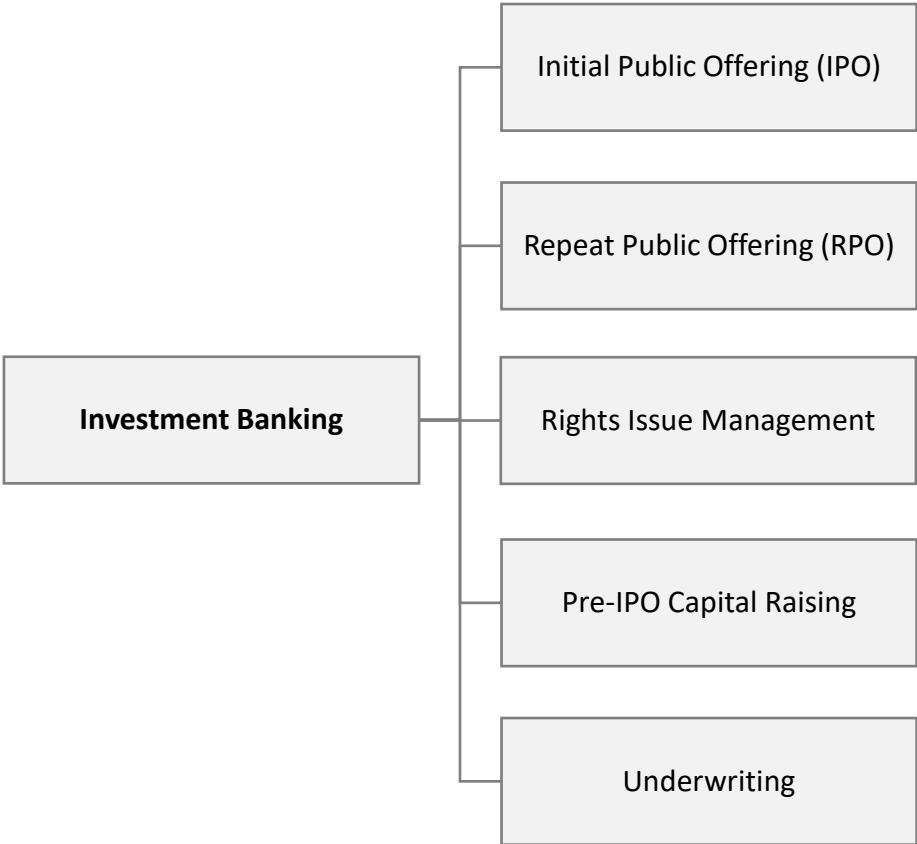 Initial Public Offering (IPO)
Repeat Public Offering (RPO)
Investment Banking
Rights Issue Management
Pre-IPO Capital Raising
Underwriting